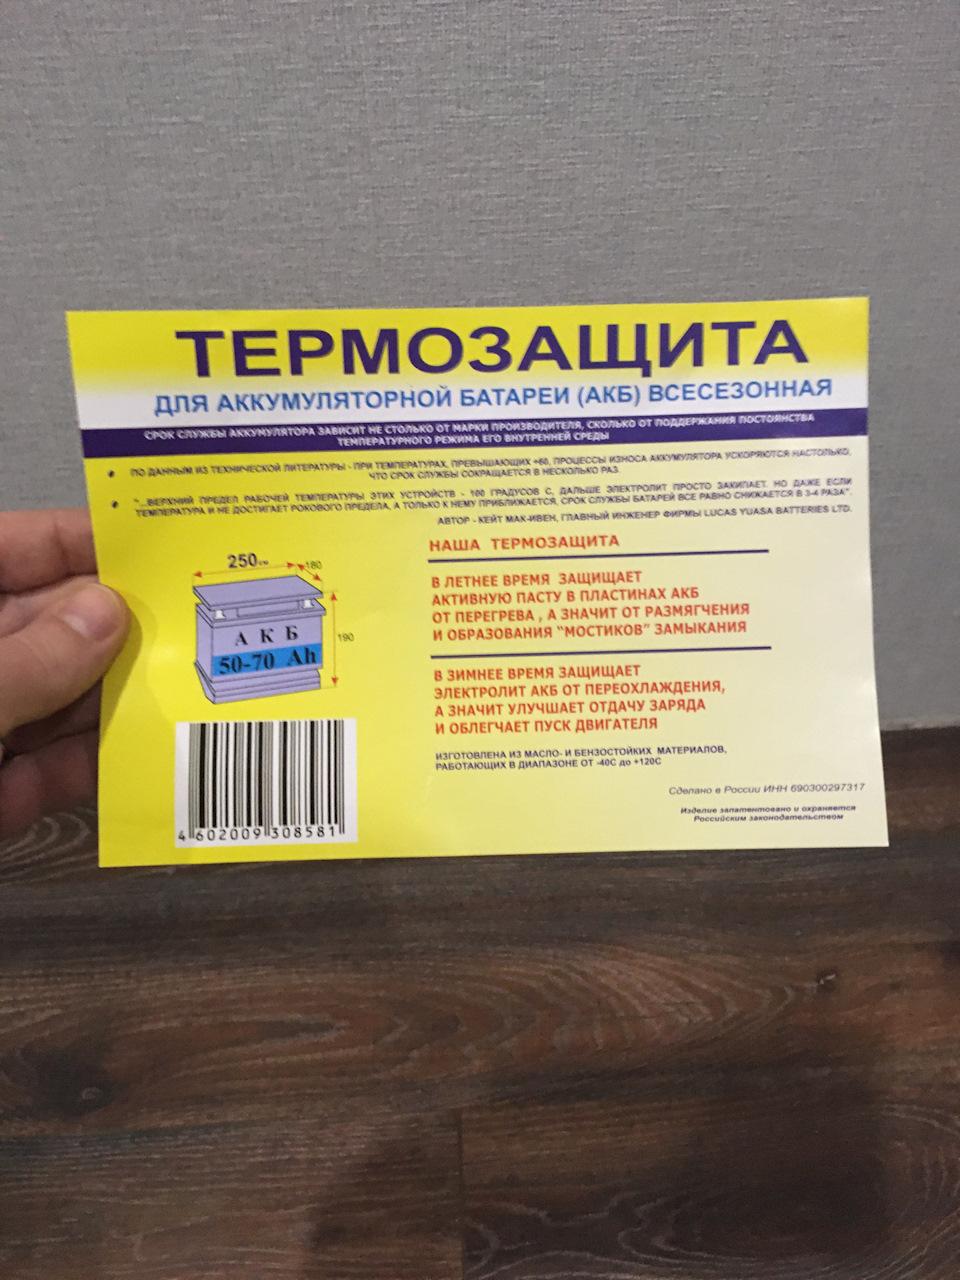 ТЕРМОЗАЩИТА
ДЛЯ АККУМУЛЯТОРНОЙ БАТАРЕИ (АКБ) ВСЕСЕЗОННАЯ
СРОК СЛУЖБЫ АККУМУЛЯТОРА ЗАВИСИТ НЕ СТОЛЬКО ОТ МАРКИ ПРОИЗВОДИТЕЛЯ, СКОЛЬКО ОТ ПОДДЕРЖАНИЯ ПОСТОЯНСТВА
ТЕМПЕРАТУРНОГО РЕЖИМА ЕГО ВНУТРЕННЕЙ СРЕДЫ
• ПО ДАННЫМ ИЗ ТЕХНИЧЕСКОЙ ЛИТЕРАТУРЫ - ПРИ ТЕМПЕРАТУРАХ, ПРЕВЫШАЮЩИХ +60, ПРОЦЕССЫ ИЗНОСА АККУМУЛЯТОРА УСКОРЯЮТСЯ НАСТОЛЬКО,
ЧТО СРОК СЛУЖБЫ СОКРАЩАЕТСЯ В НЕСКОЛЬКО РАЗ.
• "...ВЕРХНИЙ ПРЕДЕЛ РАБОЧЕЙ ТЕМПЕРАТУРЫ ЭТИХ УСТРОЙСТВ - 100 ГРАДУСОВ С, ДАЛЬШЕ ЭЛЕКТРОЛИТ ПРОСТО ЗАКИПАЕТ. НО ДАЖЕ ЕСЛИ
ТЕМПЕРАТУРА И НЕ ДОСТИГАЕТ РОКОВОГО ПРЕДЕЛА, А ТОЛЬКО К НЕМУ ПРИБЛИЖАЕТСЯ, СРОК СЛУЖБЫ БАТАРЕЙ ВСЕ РАВНО СНИЖАЕТСЯ В 3-4 РАЗА".
АВТОР - КЕЙТ МАК-ИВЕН, ГЛАВНЫЙ ИНЖЕНЕР ФИРМЫ LUCAS YUASA BATTERIES LTD.
НАША ТЕРМОЗАЩИТА
В ЛЕТНЕЕ ВРЕМЯ ЗАЩИЩАЕТ
АКТИВНУЮ ПАСТУ В ПЛАСТИНАХ АКБ
ОТ ПЕРЕГРЕВА , А ЗНАЧИТ ОТ РАЗМЯГЧЕНИЯ
И ОБРАЗОВАНИЯ "МОСТИКОВ" ЗАМЫКАНИЯ
В ЗИМНЕЕ ВРЕМЯ ЗАЩИЩАЕТ
ЭЛЕКТРОЛИТ АКБ ОТ ПЕРЕОХЛАЖДЕНИЯ,
А ЗНАЧИТ УЛУЧШАЕТ ОТДАЧУ ЗАРЯДА
И ОБЛЕГЧАЕТ ПУСК ДВИГАТЕЛЯ
ИЗГОТОВЛЕНА ИЗ МАСЛО- И БЕНЗОСТОЙКИХ МАТЕРИАЛОВ,
РАБОТАЮЩИХ В ДИАПАЗОНЕ ОТ -40С до +120С
Сделано в России ИНН 690300297317
Изделие запатентовано и охраняется
Российским законодательством
250 180
190
А К Б
50-70 Ah
4 602009 308581